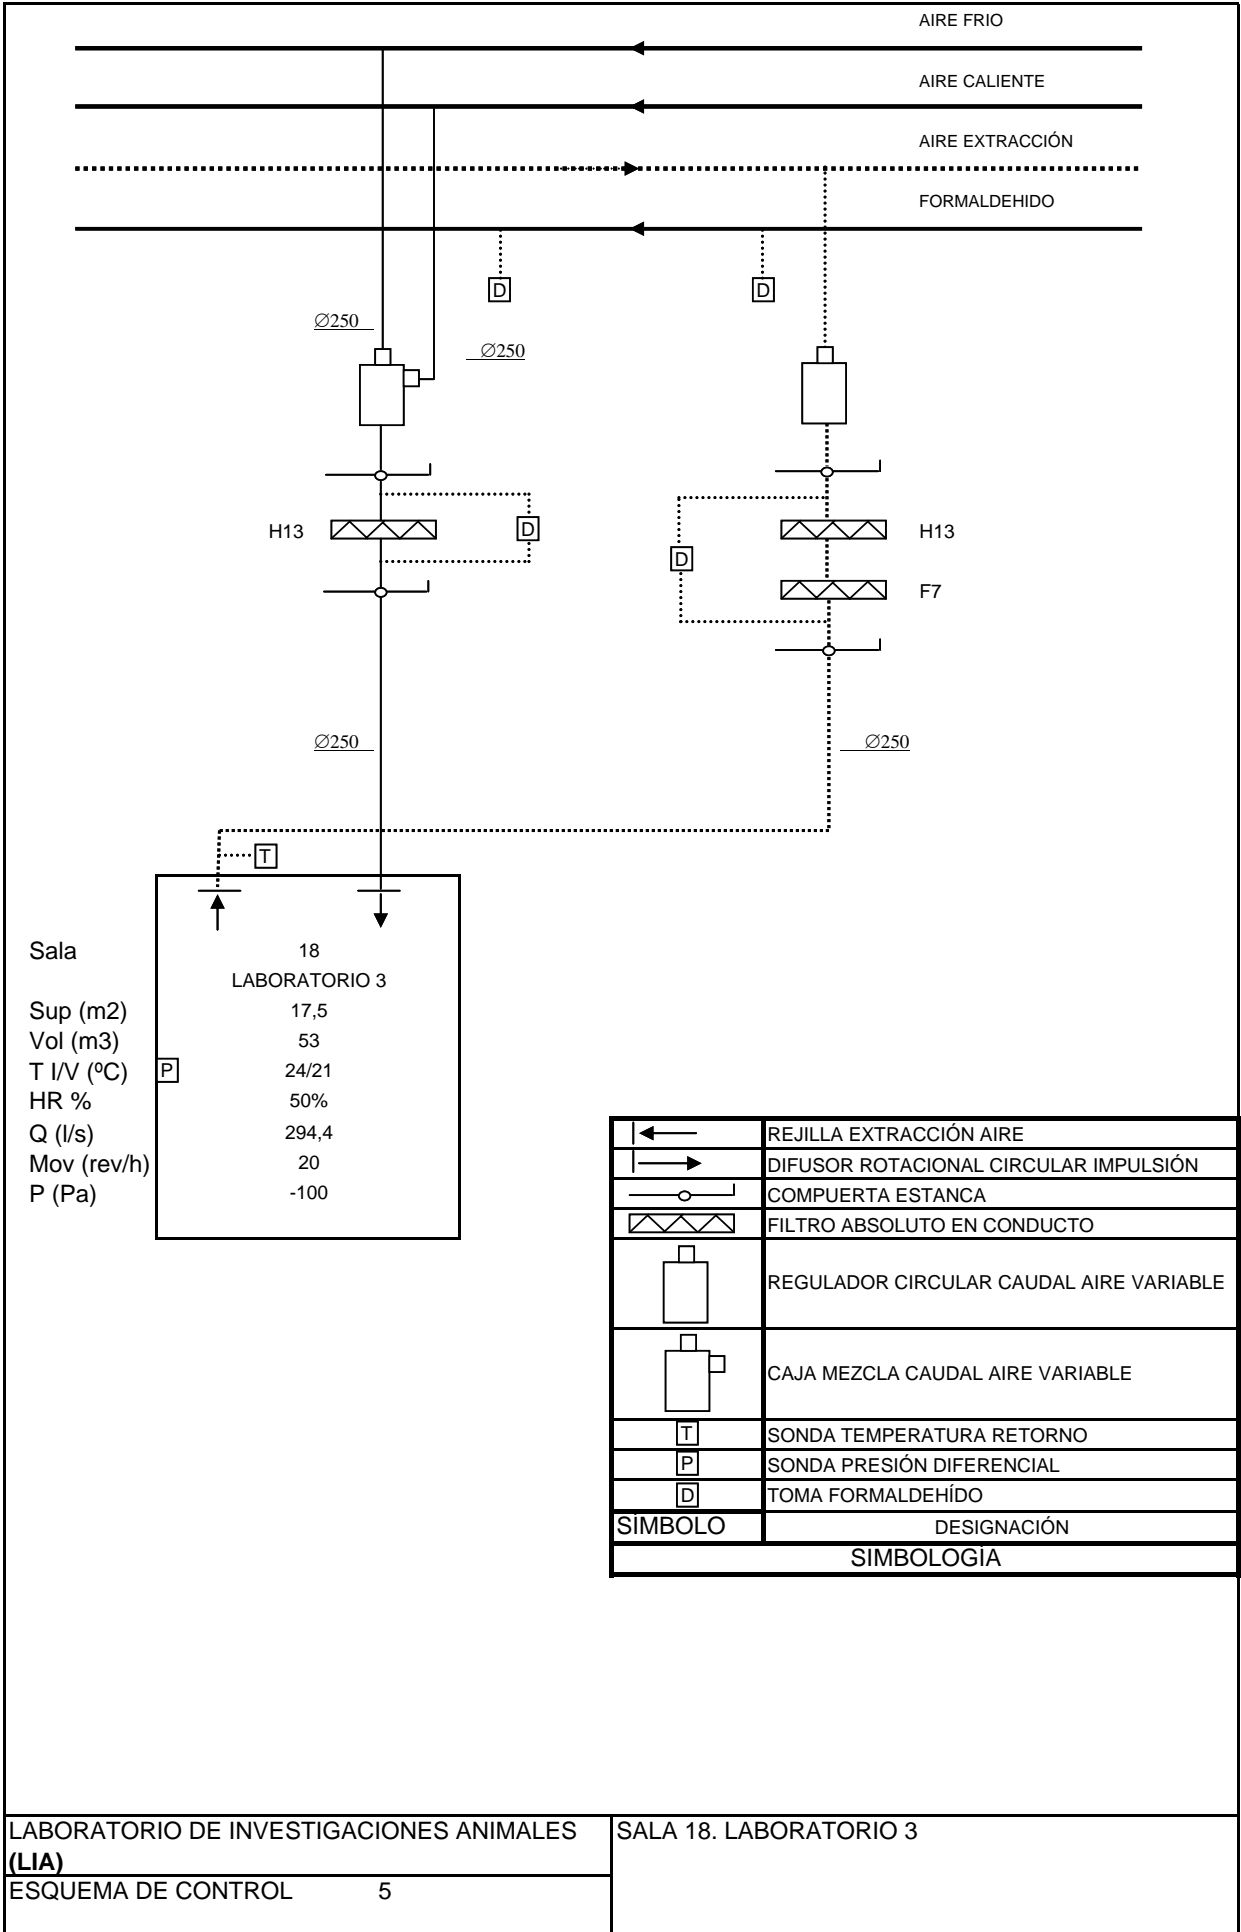 AIRE FRIO
AIRE CALIENTE
AIRE EXTRACCIÓN
FORMALDEHIDO
D
D
∅250
∅250
H13
D
D
H13
F7
∅250
∅250
T
Sala 18
LABORATORIO 3
Sup (m2) 17,5
Vol (m3) 53
T I/V (ºC) P 24/21
HR % 50%
Q (l/s) 294,4
Mov (rev/h) 20
P (Pa) -100
REJILLA EXTRACCIÓN AIRE
DIFUSOR ROTACIONAL CIRCULAR IMPULSIÓN
COMPUERTA ESTANCA
FILTRO ABSOLUTO EN CONDUCTO
REGULADOR CIRCULAR CAUDAL AIRE VARIABLE
CAJA MEZCLA CAUDAL AIRE VARIABLE
T SONDA TEMPERATURA RETORNO
P SONDA PRESIÓN DIFERENCIAL
D TOMA FORMALDEHÍDO
SÍMBOLO DESIGNACIÓN
SIMBOLOGÍA
LABORATORIO DE INVESTIGACIONES ANIMALES
(LIA)
SALA 18. LABORATORIO 3
ESQUEMA DE CONTROL 5